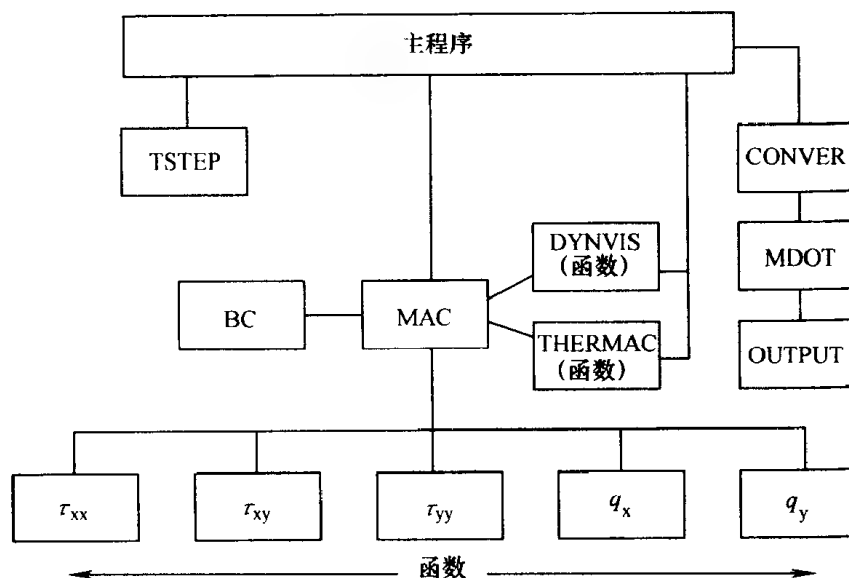 主程序
TSTEP
CONVER
DYNVIS
(函数)
MDOT
BC
MAC
THERMAC
(函数)
OUTPUT
τxx
τxy
τyy
qx
qy
函数